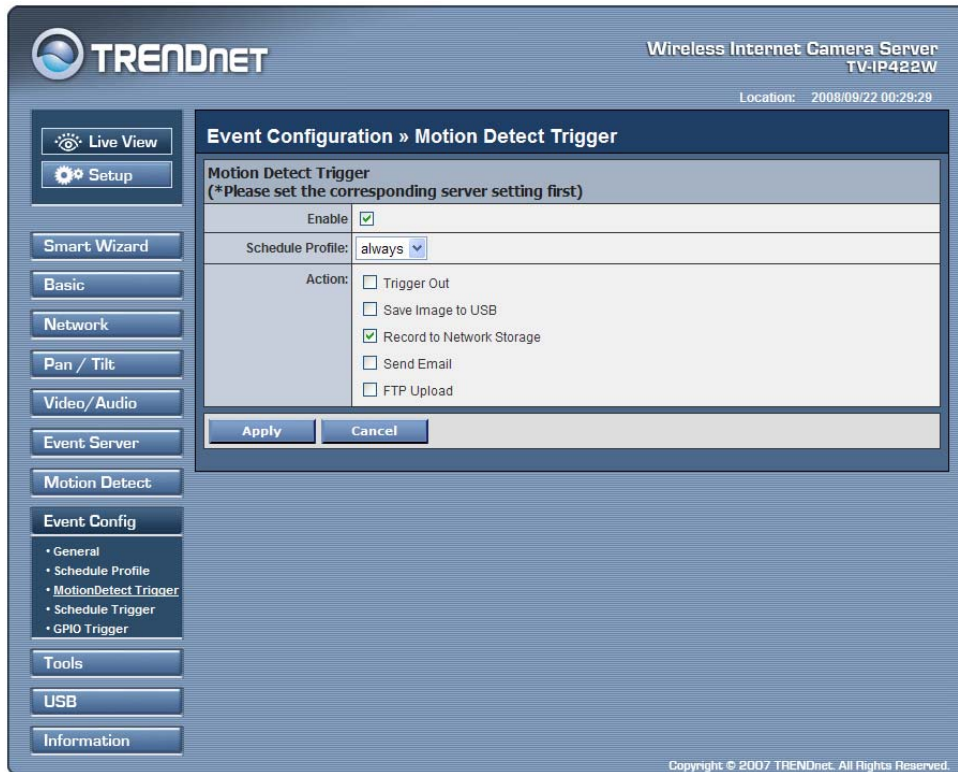 TRENDNET
Wireless Internet Camera Server
TV-IP422W
Location: 2008/09/22 00:29:29
Live View
Setup
Smart Wizard
Basic
Network
Pan / Tilt
Video/Audio
Event Server
Motion Detect
Event Config
• General
• Schedule Profile
• MotionDetect Trigger
• Schedule Trigger
• GPIO Trigger
Tools
USB
Information
Event Configuration » Motion Detect Trigger
Motion Detect Trigger
(*Please set the corresponding server setting first)
Enable
Schedule Profile: always
Action: Trigger Out
Save Image to USB
Record to Network Storage
Send Email
FTP Upload
Apply Cancel
Copyright © 2007 TRENDnet. All Rights Reserved.